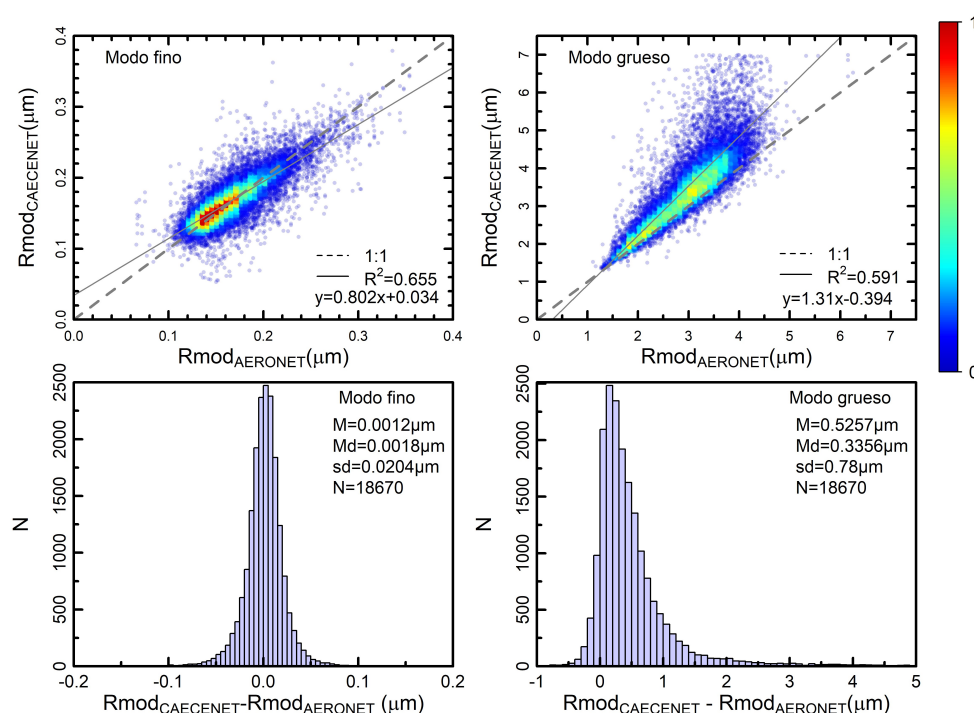 Modo fino
0.0 0.1 0.2 0.3 0.4
Rmod_CAECENET(μm)
1:1
R²=0.655
y=0.802x+0.034
0.0 0.1 0.2 0.3 0.4
Rmod_AERONET(μm)
Modo grueso
0 1 2 3 4 5 6 7
Rmod_CAECENET(μm)
1:1
R²=0.591
y=1.31x-0.394
0 1 2 3 4 5 6 7
Rmod_AERONET(μm)
1
0
Modo fino
M=0.0012μm
Md=0.0018μm
sd=0.0204μm
N=18670
N
0 500 1000 1500 2000 2500
-0.2 -0.1 0.0 0.1 0.2
Rmod_CAECENET-Rmod_AERONET (μm)
Modo grueso
M=0.5257μm
Md=0.3356μm
sd=0.78μm
N=18670
N
0 500 1000 1500 2000 2500
-1 0 1 2 3 4 5
Rmod_CAECENET - Rmod_AERONET(μm)